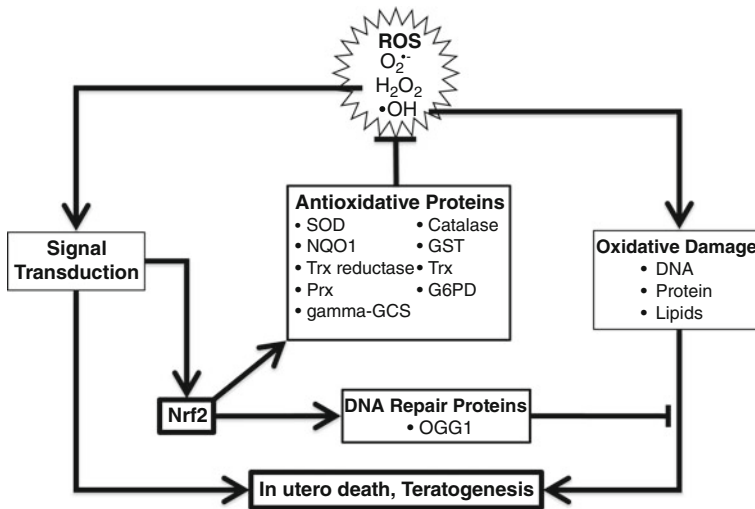 ROS
O₂•-
H₂O₂
•OH
Antioxidative Proteins
• SOD
• Catalase
• NQO1
• GST
• Trx reductase
• Trx
• Prx
• G6PD
• gamma-GCS
Signal
Transduction
Oxidative Damage
• DNA
• Protein
• Lipids
Nrf2
DNA Repair Proteins
• OGG1
In utero death, Teratogenesis